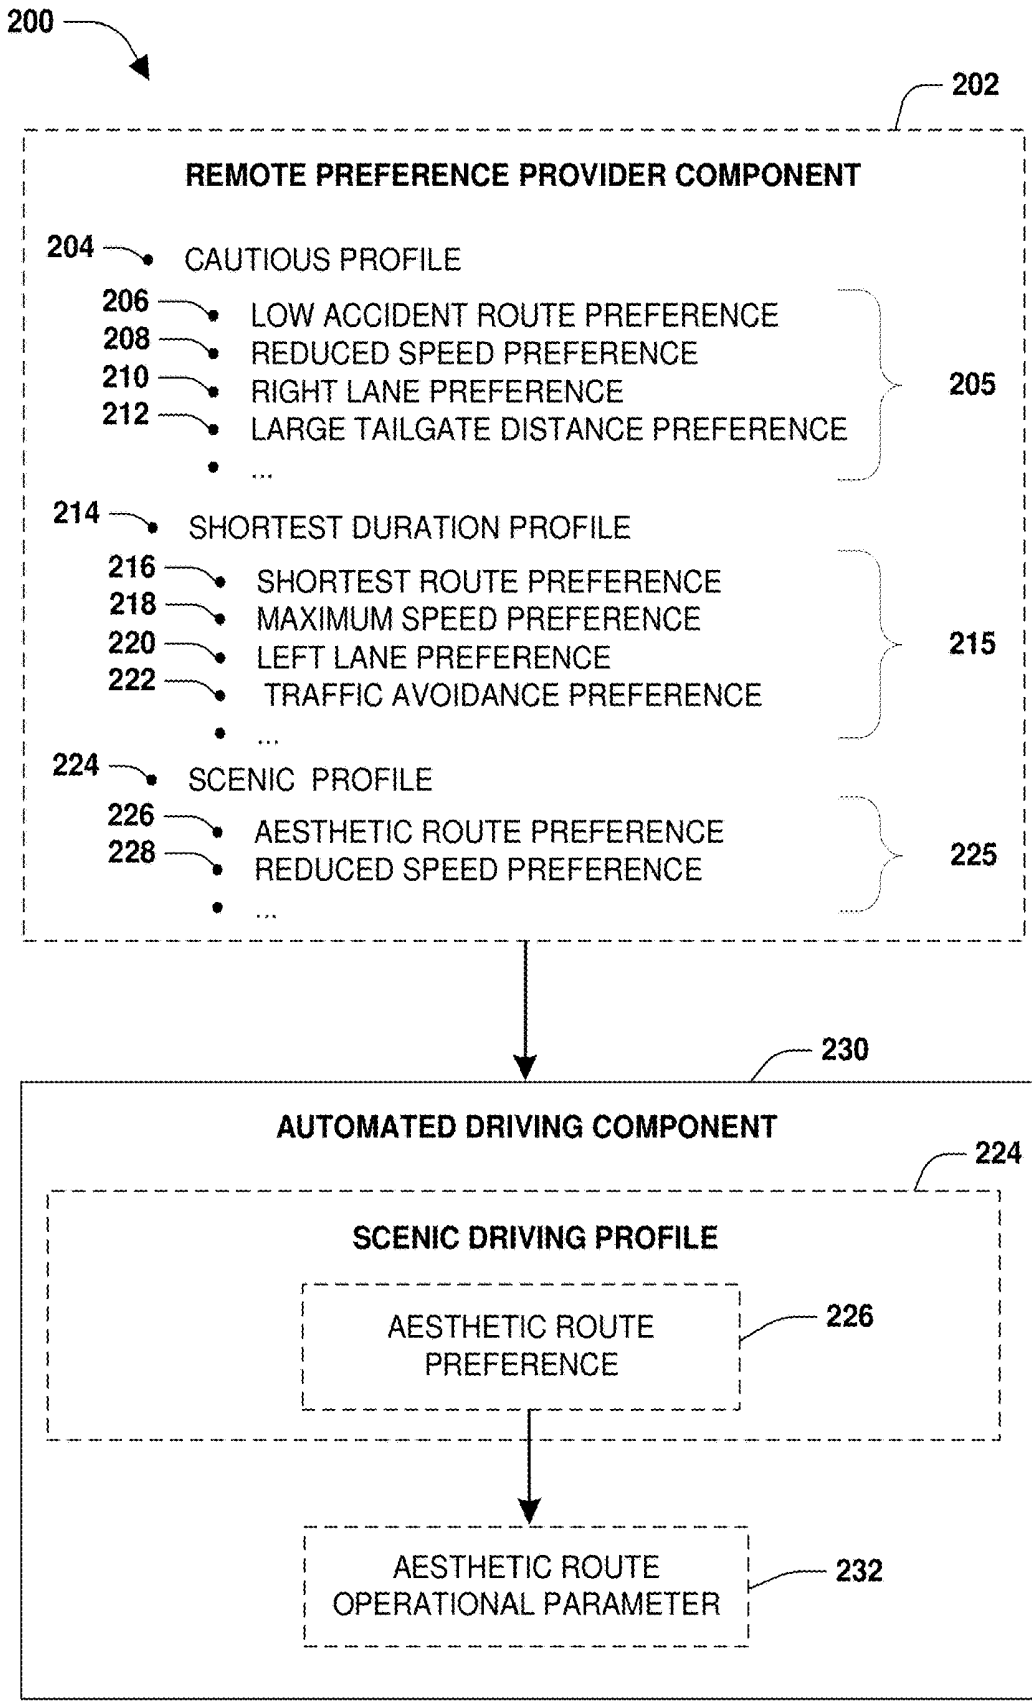 200
202
REMOTE PREFERENCE PROVIDER COMPONENT
204 • CAUTIOUS PROFILE
206 • LOW ACCIDENT ROUTE PREFERENCE
208 • REDUCED SPEED PREFERENCE
210 • RIGHT LANE PREFERENCE
205
212 • LARGE TAILGATE DISTANCE PREFERENCE
• ...
214 • SHORTEST DURATION PROFILE
216 • SHORTEST ROUTE PREFERENCE
218 • MAXIMUM SPEED PREFERENCE
220 • LEFT LANE PREFERENCE
215
222 • TRAFFIC AVOIDANCE PREFERENCE
• ...
224 • SCENIC PROFILE
226 • AESTHETIC ROUTE PREFERENCE
225
228 • REDUCED SPEED PREFERENCE
• ...
230
AUTOMATED DRIVING COMPONENT
224
SCENIC DRIVING PROFILE
AESTHETIC ROUTE
PREFERENCE
226
AESTHETIC ROUTE
OPERATIONAL PARAMETER
232